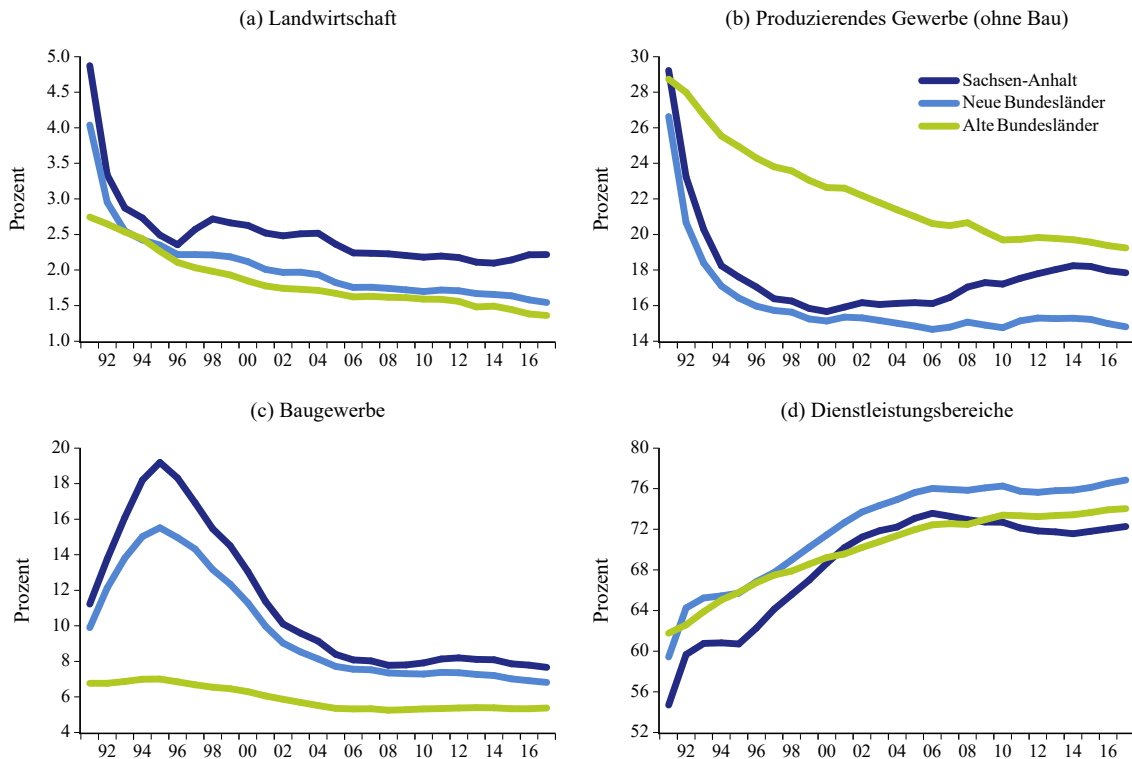 (a) Landwirtschaft
5.0
4.5
4.0
3.5
3.0
2.5
2.0
1.5
1.0
Prozent
92 94 96 98 00 02 04 06 08 10 12 14 16
(b) Produzierendes Gewerbe (ohne Bau)
30
28
26
24
22
20
18
16
14
Prozent
Sachsen-Anhalt
Neue Bundesländer
Alte Bundesländer
92 94 96 98 00 02 04 06 08 10 12 14 16
(c) Baugewerbe
20
18
16
14
12
10
8
6
4
Prozent
92 94 96 98 00 02 04 06 08 10 12 14 16
(d) Dienstleistungsbereiche
80
76
72
68
64
60
56
52
Prozent
92 94 96 98 00 02 04 06 08 10 12 14 16